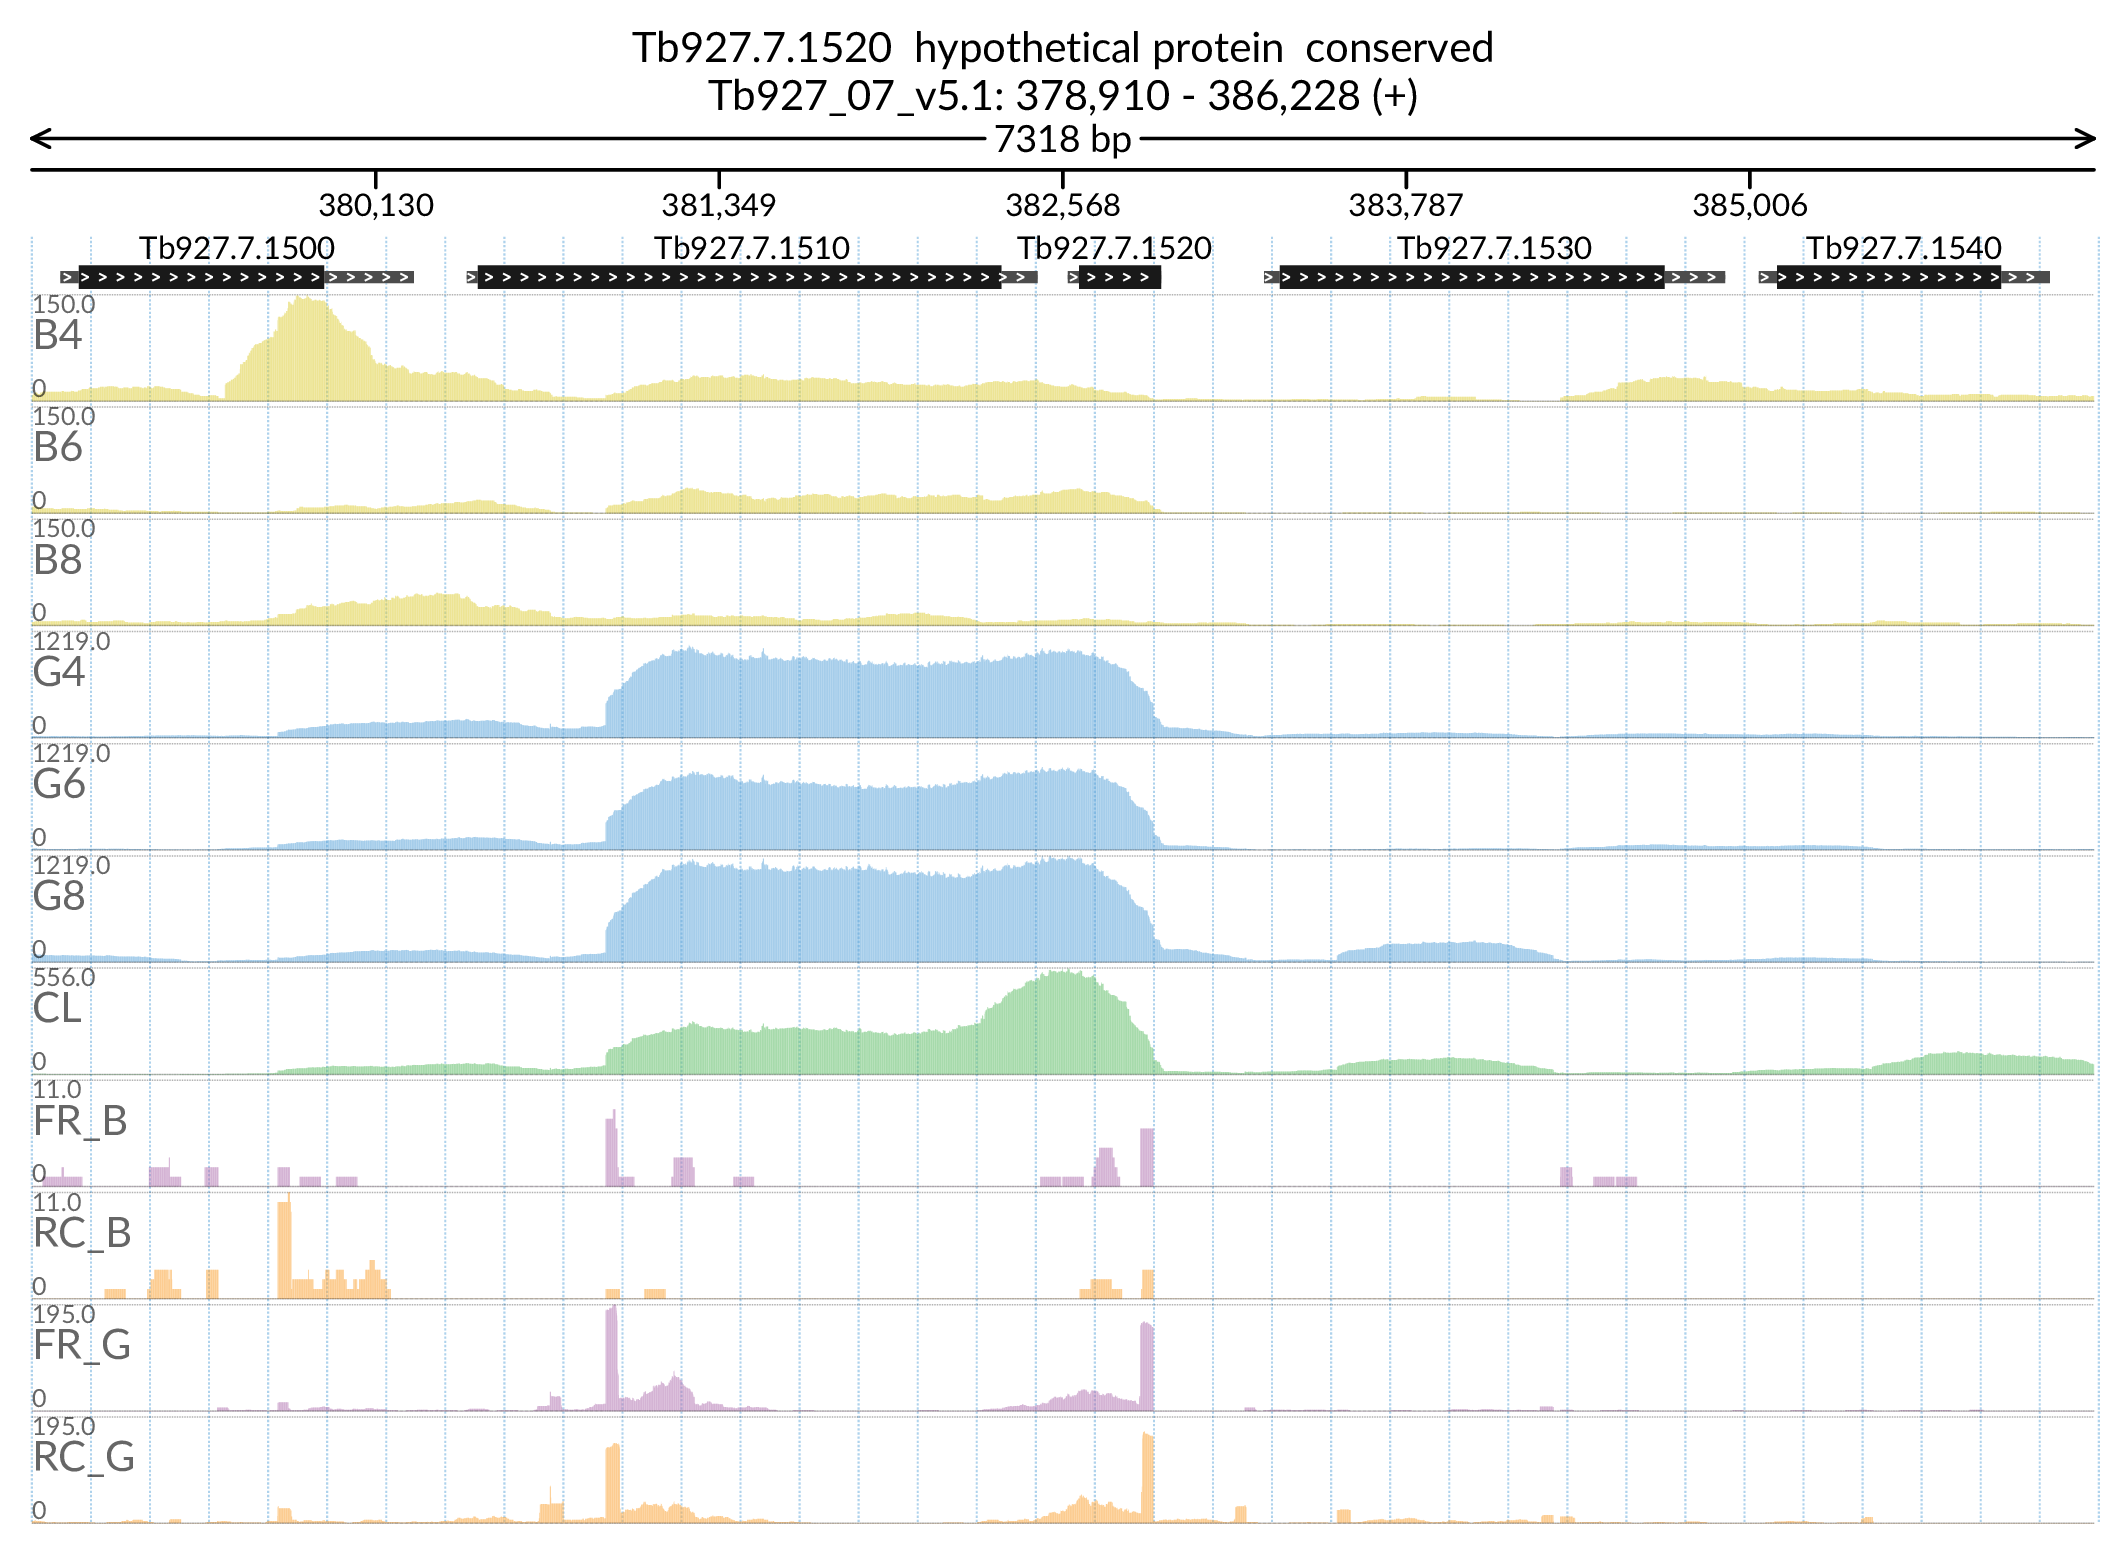 Tb927.7.1520 hypothetical protein conserved
Tb927_07_v5.1: 378,910 - 386,228 (+)
7318 bp
380,130 381,349 382,568 383,787 385,006
Tb927.7.1500 Tb927.7.1510 Tb927.7.1520 Tb927.7.1530 Tb927.7.1540
150.0
B4
0
150.0
B6
0
150.0
B8
0
1219.0
G4
0
1219.0
G6
0
1219.0
G8
0
556.0
CL
0
11.0
FR_B
0
11.0
RC_B
0
195.0
FR_G
0
195.0
RC_G
0